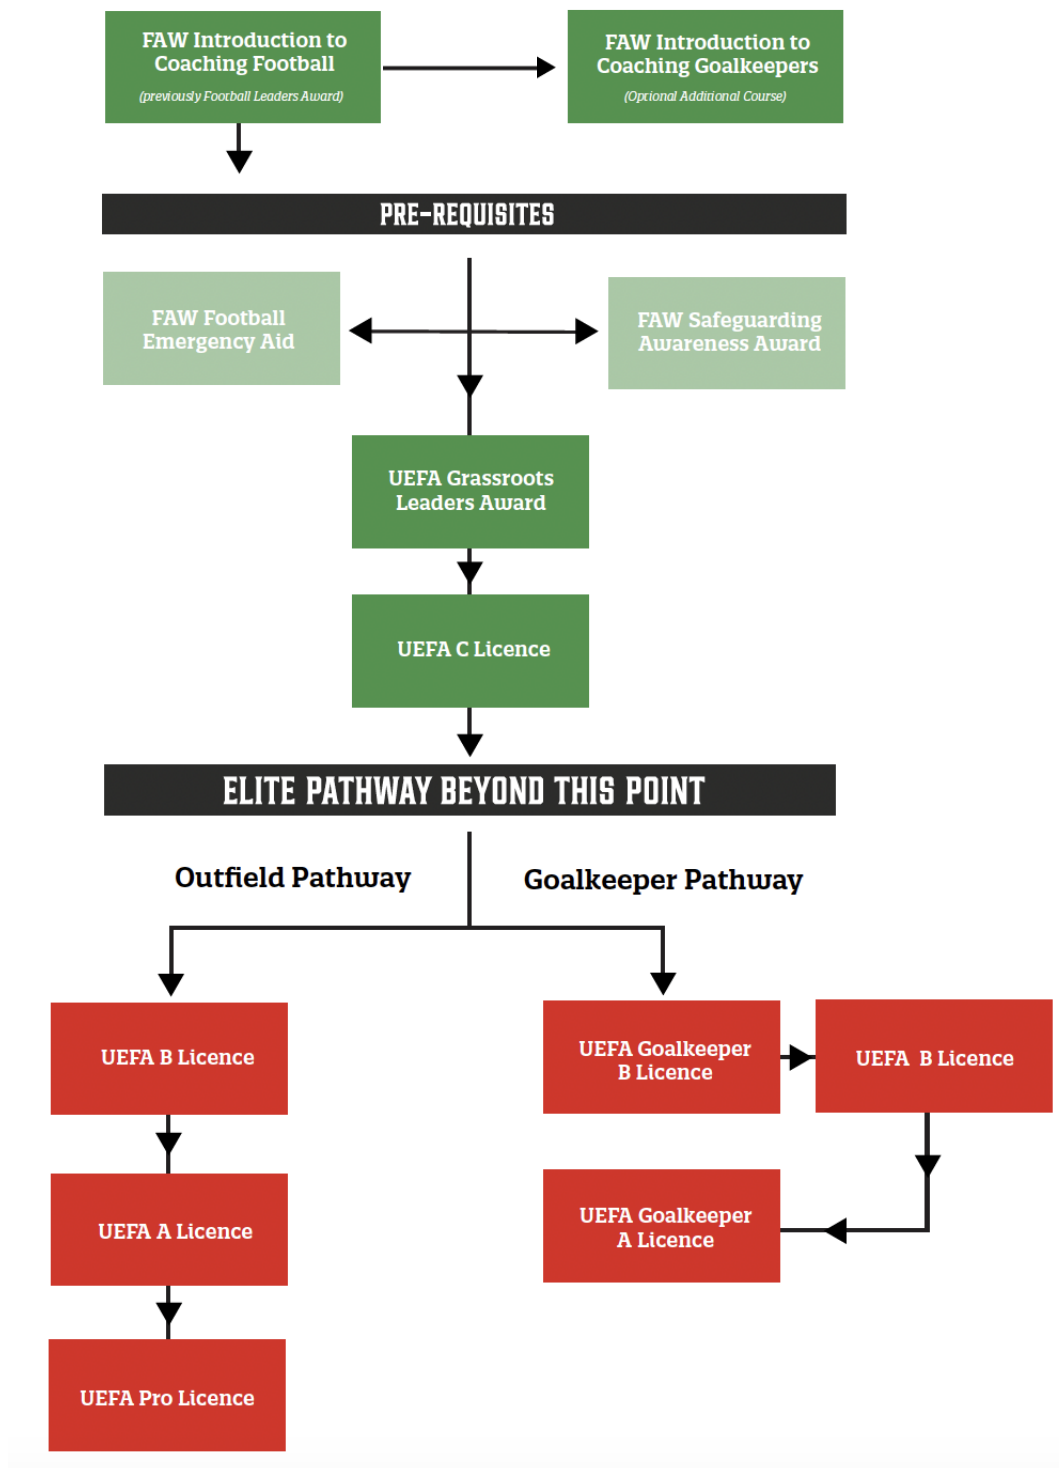 FAW Introduction to
Coaching Football
(previously Football Leaders Award)
FAW Introduction to
Coaching Goalkeepers
(Optional Additional Course)
PRE-REQUISITES
FAW Football
Emergency Aid
FAW Safeguarding
Awareness Award
UEFA Grassroots
Leaders Award
UEFA C Licence
ELITE PATHWAY BEYOND THIS POINT
Outfield Pathway
Goalkeeper Pathway
UEFA B Licence
UEFA Goalkeeper
B Licence
UEFA B Licence
UEFA A Licence
UEFA Goalkeeper
A Licence
UEFA Pro Licence